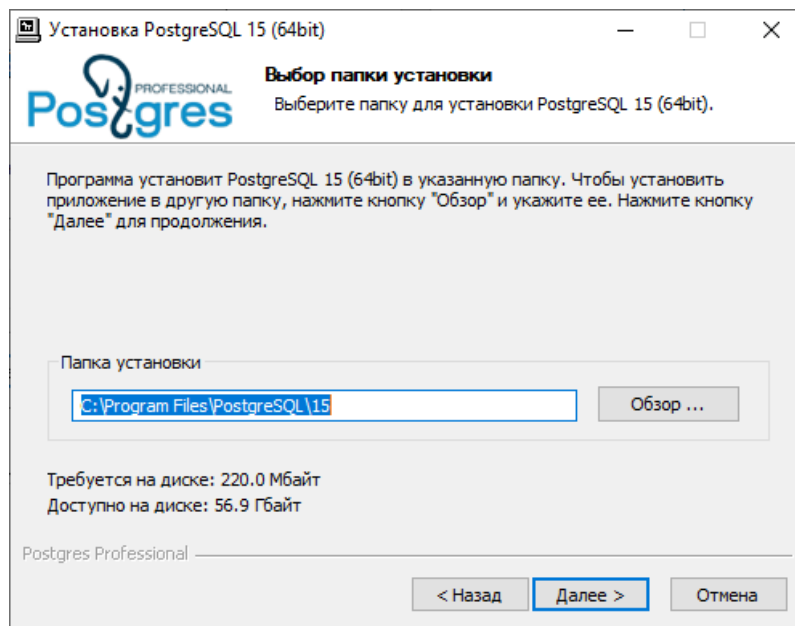 Установка PostgreSQL 15 (64bit)
PROFESSIONAL
Postgres
Выбор папки установки
Выберите папку для установки PostgreSQL 15 (64bit).
Программа установит PostgreSQL 15 (64bit) в указанную папку. Чтобы установить
приложение в другую папку, нажмите кнопку "Обзор" и укажите ее. Нажмите кнопку
"Далее" для продолжения.
Папка установки
C:\Program Files\PostgreSQL\15
Обзор ...
Требуется на диске: 220.0 Мбайт
Доступно на диске: 56.9 Гбайт
Postgres Professional
< Назад
Далее >
Отмена